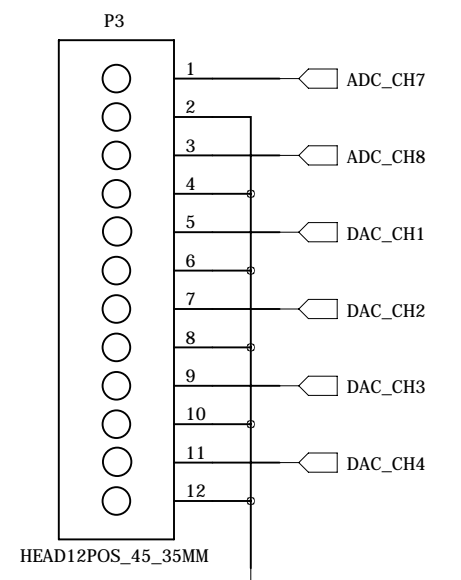 P3
1 ADC_CH7
2
3 ADC_CH8
4
5 DAC_CH1
6
7 DAC_CH2
8
9 DAC_CH3
10
11 DAC_CH4
12
HEAD12POS_45_35MM